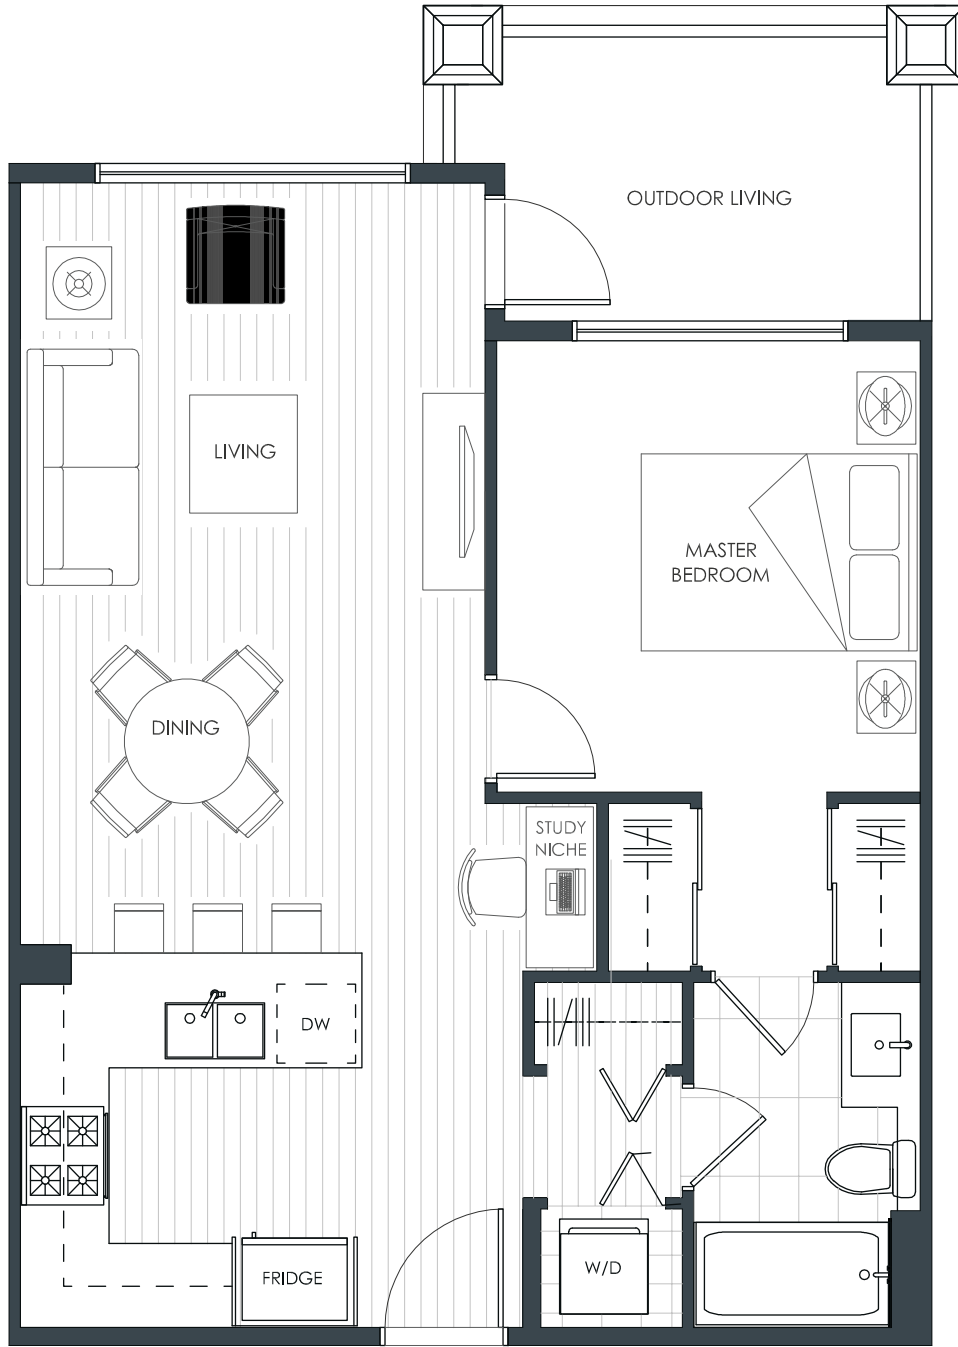 OUTDOOR LIVING
LIVING
MASTER
BEDROOM
DINING
STUDY
NICHE
DW
W/D
FRIDGE